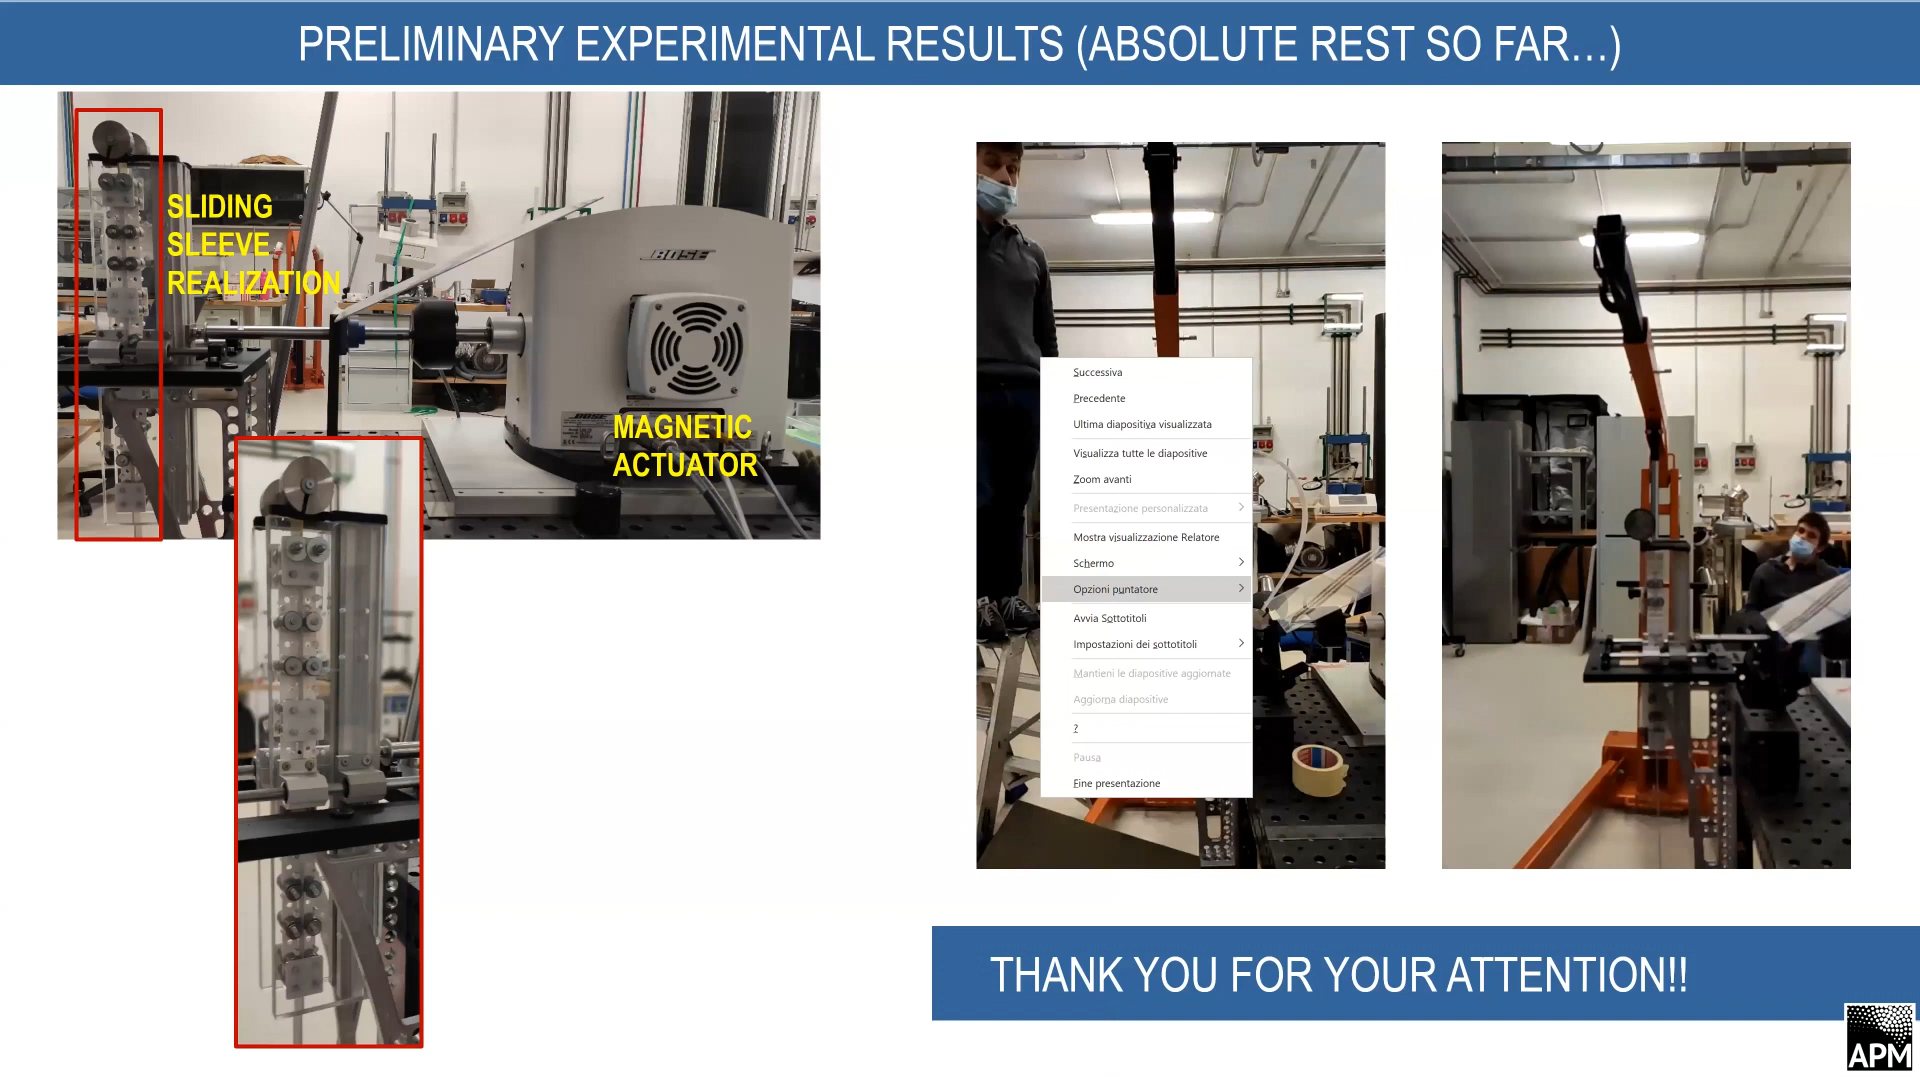 PRELIMINARY EXPERIMENTAL RESULTS (ABSOLUTE REST SO FAR…)
SLIDING
SLEEVE
REALIZATION
BOSE
BOSE
MAGNETIC
ACTUATOR
Successiva
Precedente
Ultima diapositiva visualizzata
Visualizza tutte le diapositive
Zoom avanti
Presentazione personalizzata
Mostra visualizzazione Relatore
Schermo
Opzioni puntatore
Avvia Sottotitoli
Impostazioni dei sottotitoli
Mantieni le diapositive aggiornate
Aggiorna diapositive
?
Pausa
Fine presentazione
THANK YOU FOR YOUR ATTENTION!!
APM